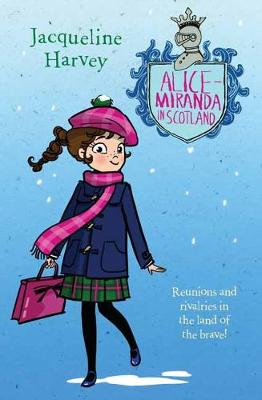 Jacqueline
Harvey
ALICE-
MIRANDA
IN SCOTLAND
Reunions and
rivalries in
the land of
the brave!